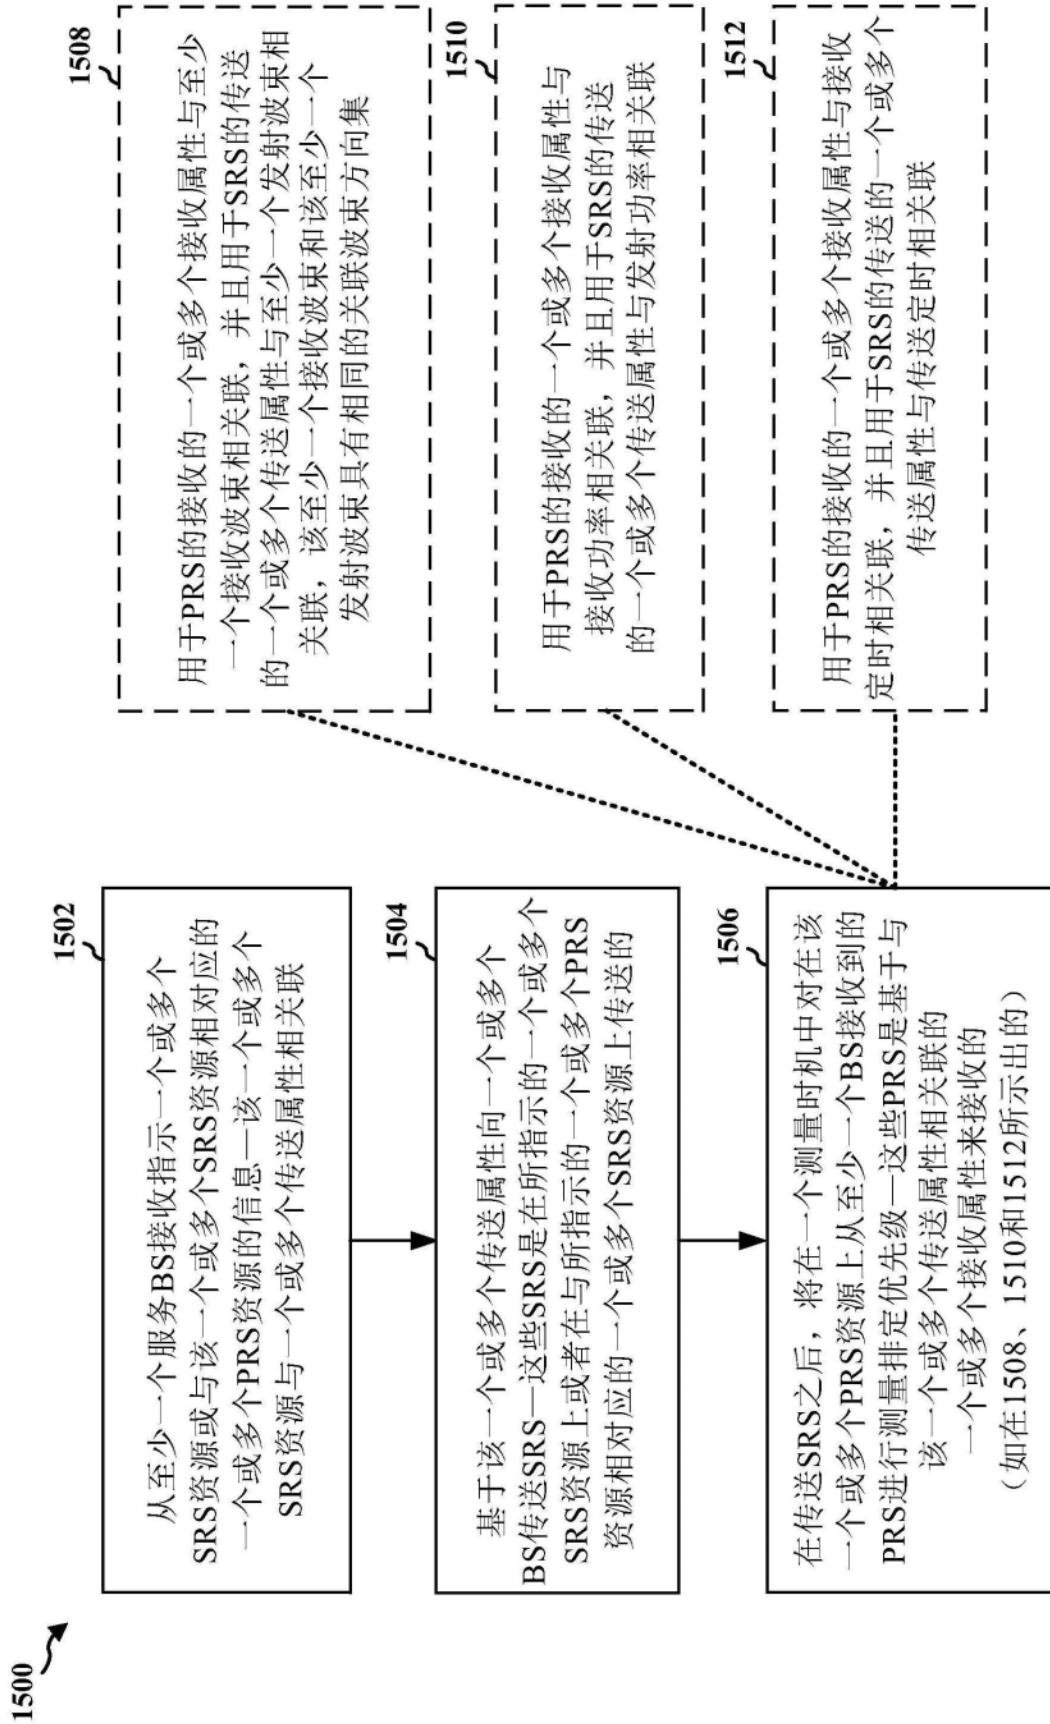 1500
1502
从至少一个服务BS接收指示一个或多个
SRS资源或与该一个或多个SRS资源相对应的
一个或多个PRS资源的信息—该一个或多个
SRS资源与一个或多个传送属性相关联
1504
基于该一个或多个传送属性向一个或多个
BS传送SRS—这些SRS是在所指示的一个或多个
SRS资源上或者在与所指示的一个或多个PRS
资源相对应的一个或多个SRS资源上传送的
1506
在传送SRS之后，将在一个测量时机中对在该
一个或多个PRS资源上从至少一个BS接收到的
PRS进行测量排定优先级—这些PRS是基于与
该一个或多个传送属性相关联的
一个或多个接收属性来接收的
（如在1508、1510和1512所示出的）
1508
用于PRS的接收的一个或多个接收属性与至少
一个接收波束相关联，并且用于SRS的传送
的一个或多个传送属性与至少一个发射波束相
关联，该至少一个接收波束和该至少一个
发射波束具有相同的关联波束方向集
1510
用于PRS的接收的一个或多个接收属性与
接收功率相关联，并且用于SRS的传送
的一个或多个传送属性与发射功率相关联
1512
用于PRS的接收的一个或多个接收属性与接收
定时相关联，并且用于SRS的传送的一个或多个
传送属性与传送定时相关联